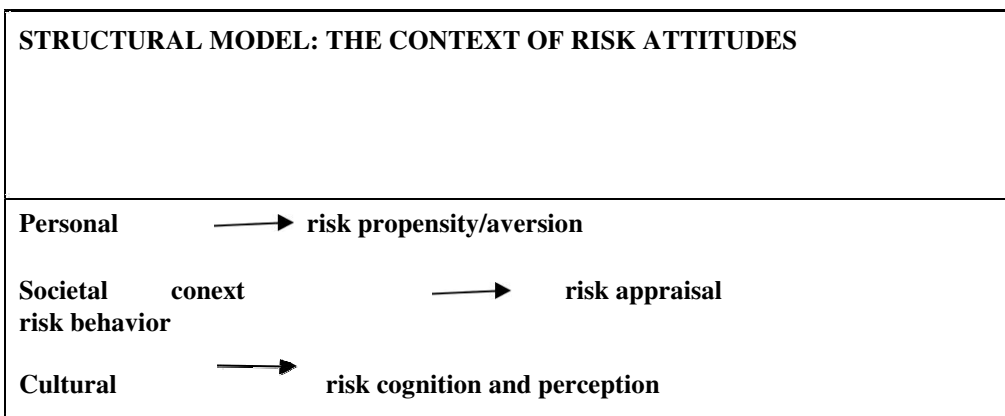 STRUCTURAL MODEL: THE CONTEXT OF RISK ATTITUDES
Personal risk propensity/aversion
Societal conext risk appraisal
risk behavior
Cultural risk cognition and perception